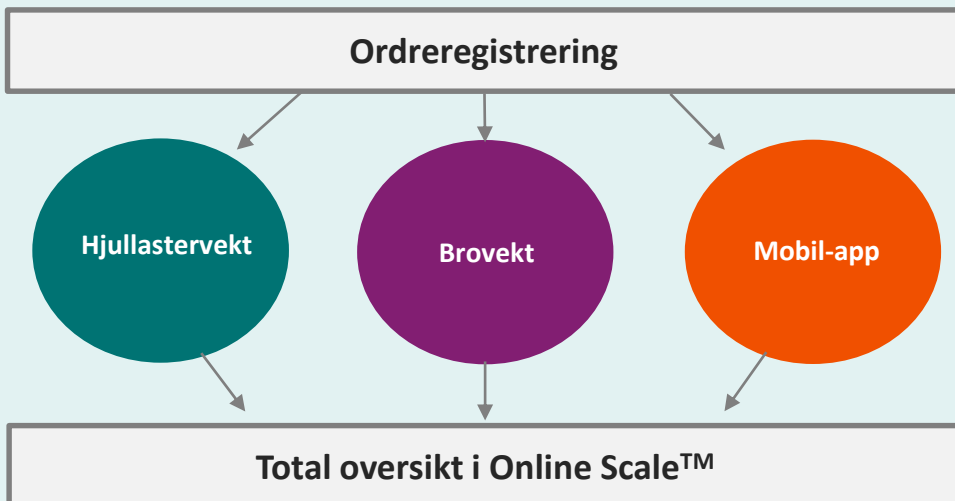 Ordreregistrering
Hjullastervekt
Brovekt
Mobil-app
Total oversikt i Online Scale™